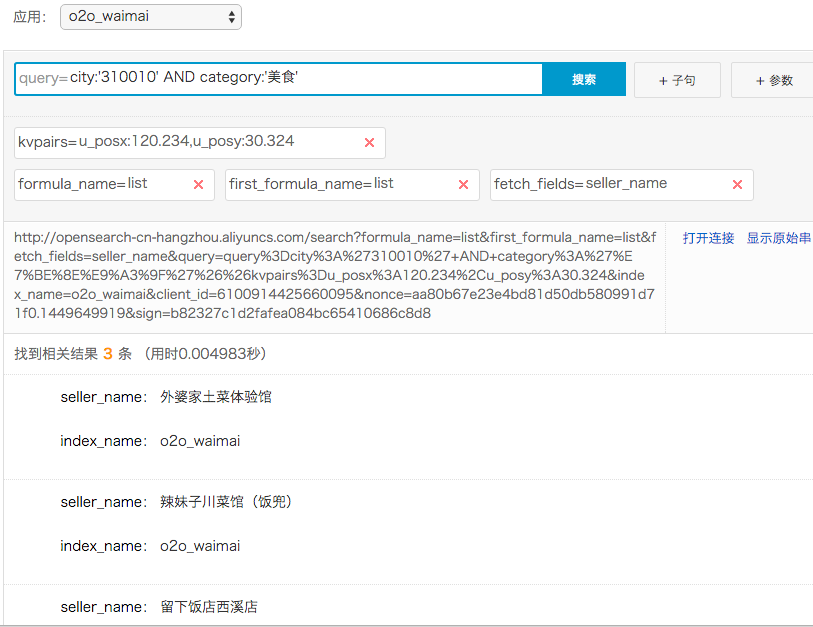 应用： o2o_waimai
query= city:'310010' AND category:'美食' 搜索 + 子句 + 参数
kvpairs= u_posx:120.234,u_posy:30.324 ×
formula_name= list × first_formula_name= list × fetch_fields= seller_name ×
http://opensearch-cn-hangzhou.aliyuncs.com/search?formula_name=list&first_formula_name=list&f 打开连接 显示原始串
etch_fields=seller_name&query=query%3Dcity%3A%27310010%27+AND+category%3A%27%E
7%BE%8E%E9%A3%9F%27%26%26kvpairs%3Du_posx%3A120.234%2Cu_posy%3A30.324&inde
x_name=o2o_waimai&client_id=6100914425660095&nonce=aa80b67e23e4bd81d50db580991d7
1f0.1449649919&sign=b82327c1d2fafea084bc65410686c8d8
找到相关结果 3 条 （用时0.004983秒）
seller_name： 外婆家土菜体验馆
index_name： o2o_waimai
seller_name： 辣妹子川菜馆（饭兜）
index_name： o2o_waimai
seller_name： 留下饭店西溪店